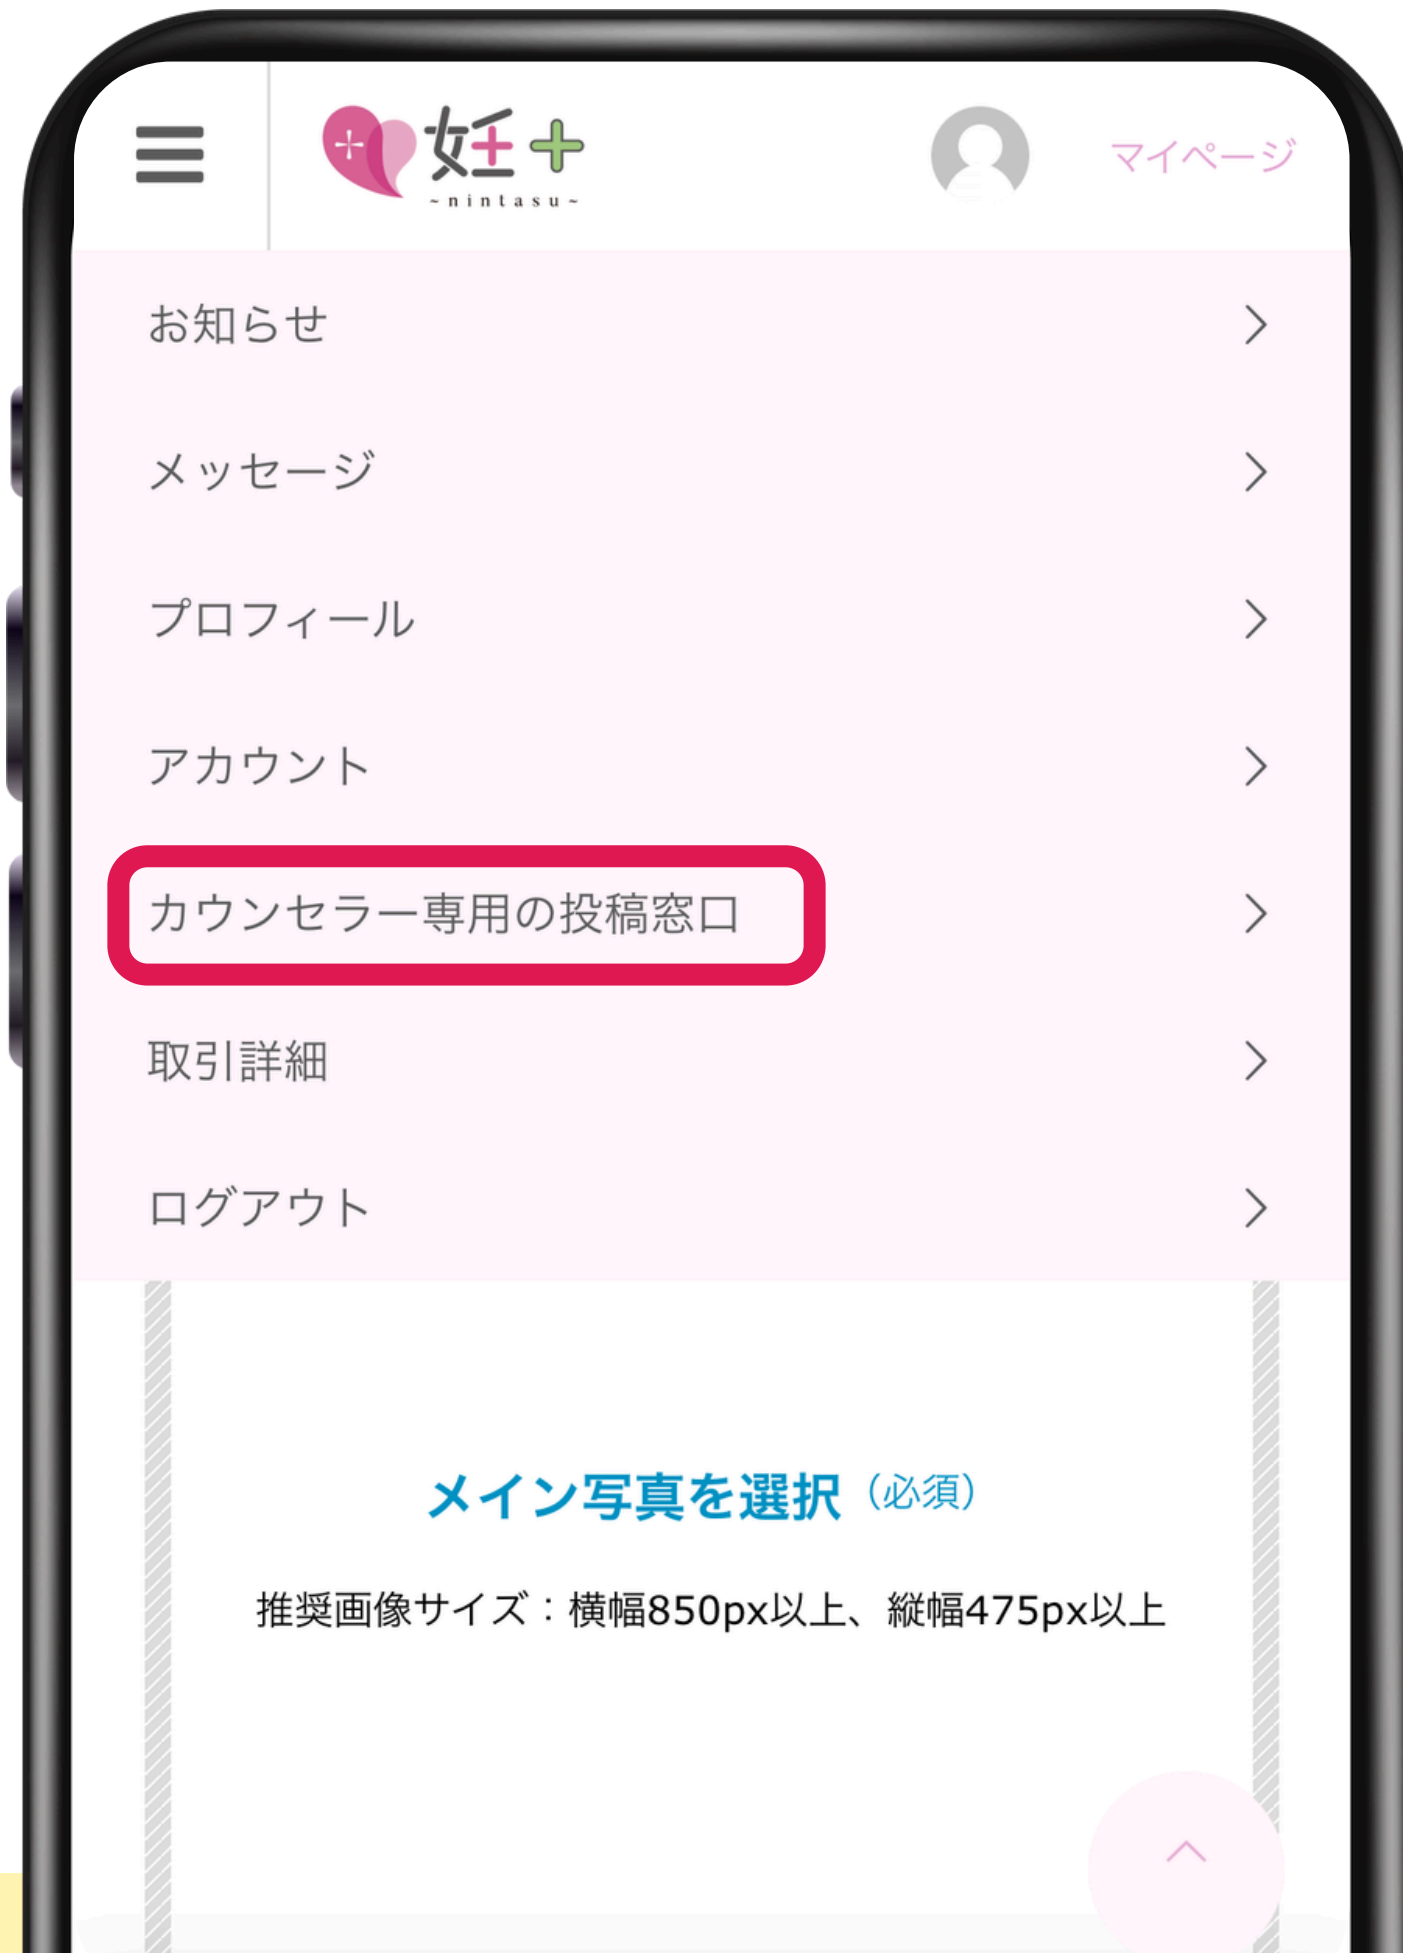 妊+
~nintasu~
マイページ
お知らせ
メッセージ
プロフィール
アカウント
カウンセラー専用の投稿窓口
取引詳細
ログアウト
メイン写真を選択（必須）
推奨画像サイズ：横幅850px以上、縦幅475px以上